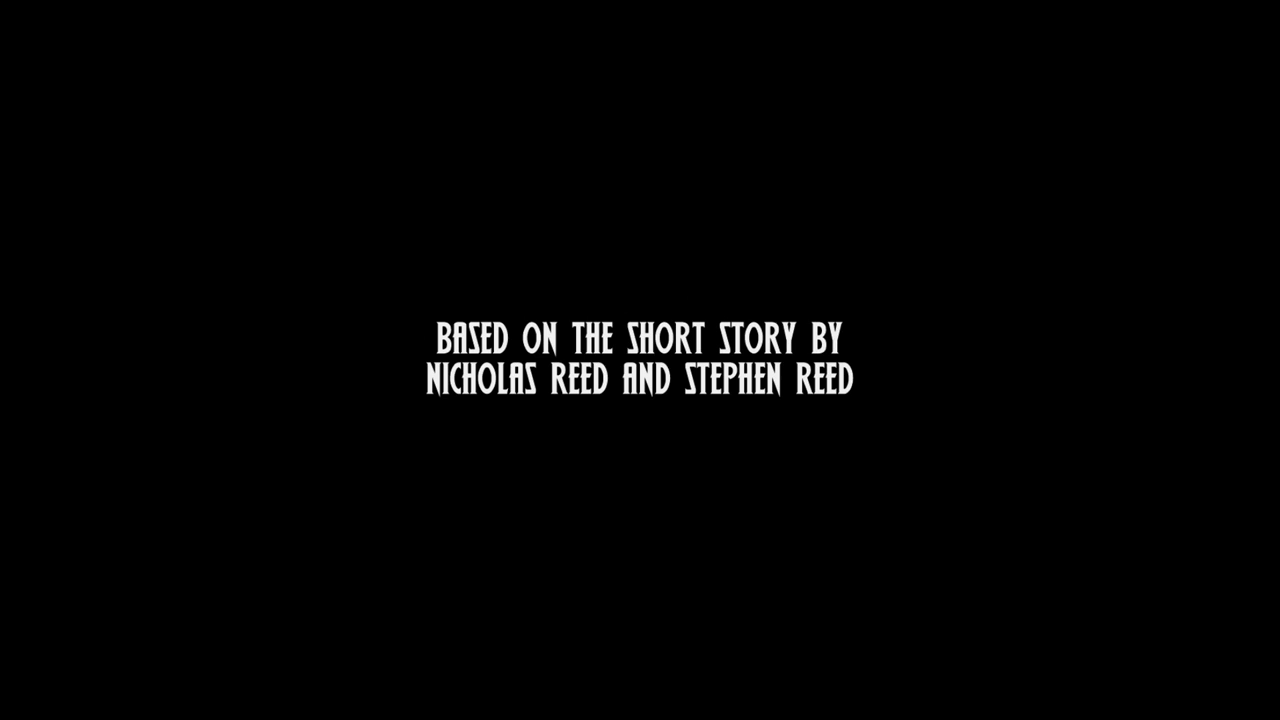 BASED ON THE SHORT STORY BY
NICHOLAS REED AND STEPHEN REED